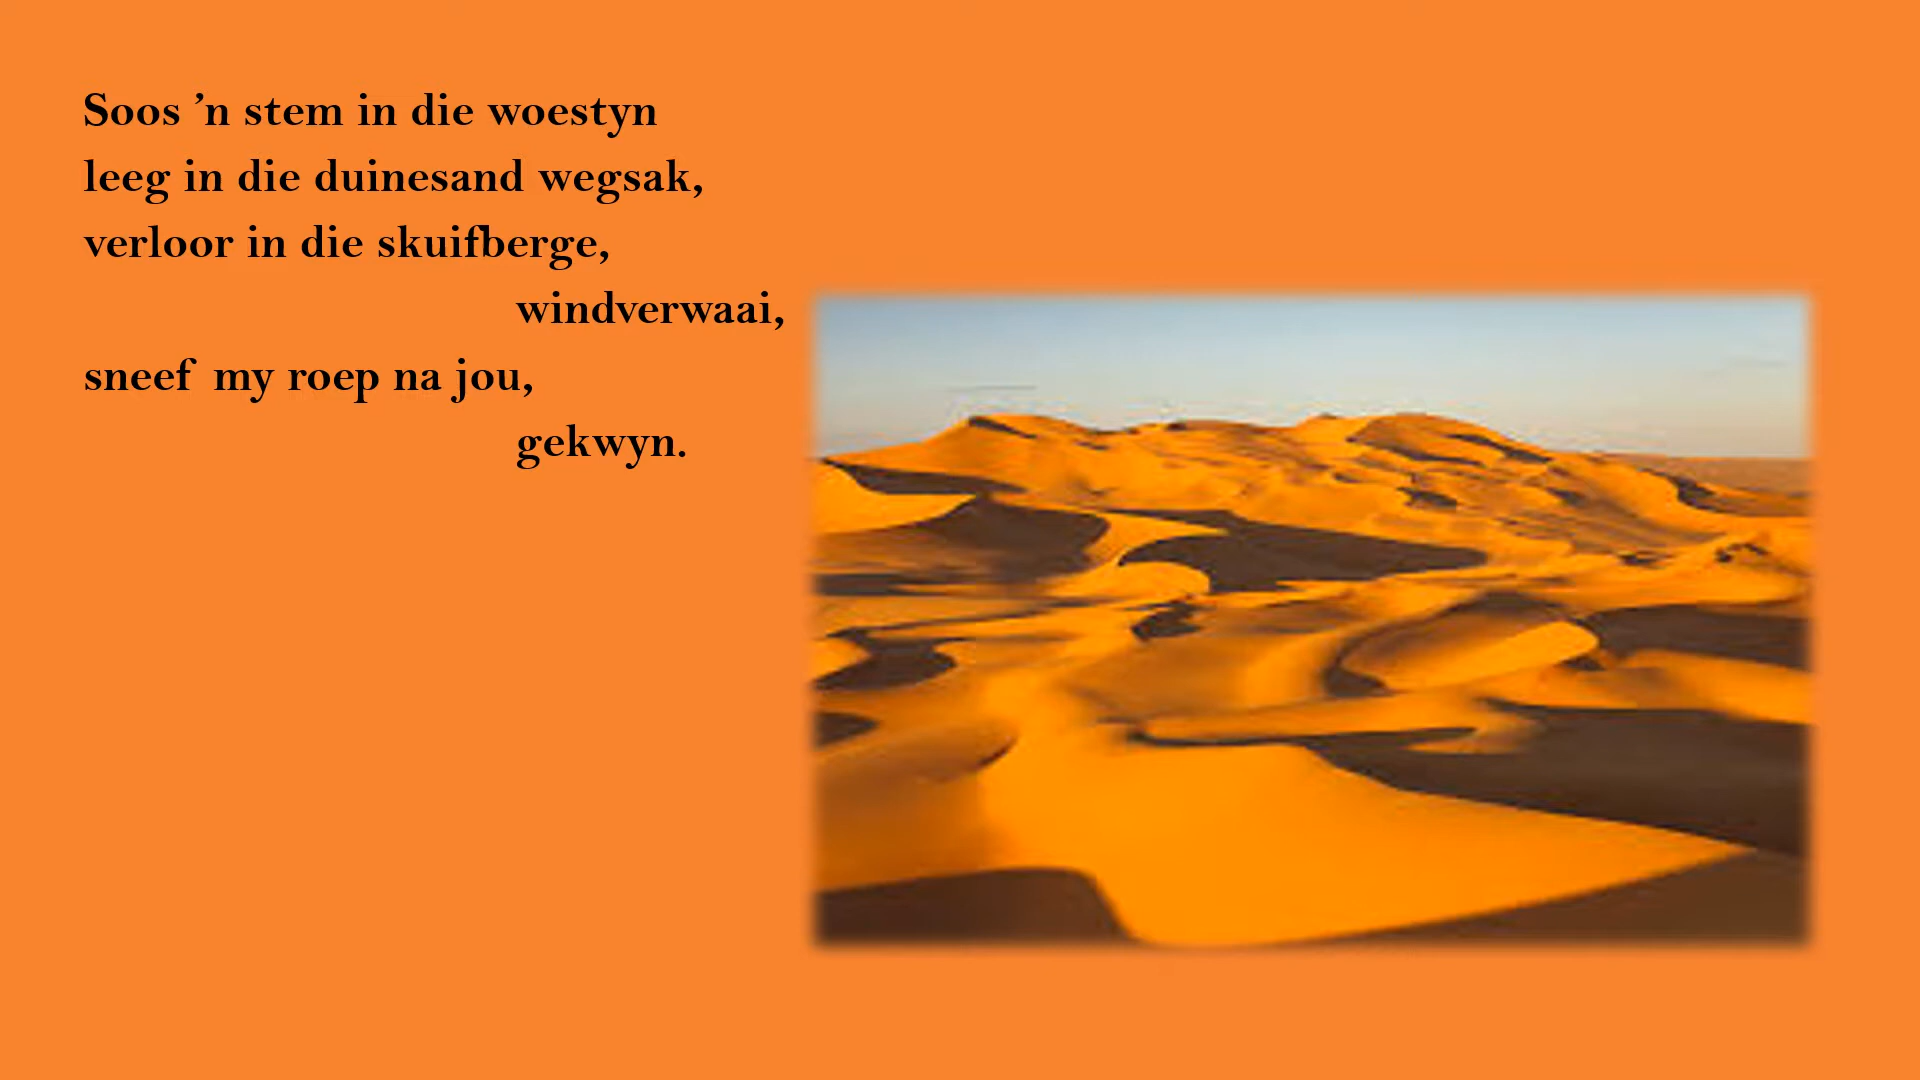 Soos ’n stem in die woestyn
leeg in die duinesand wegsak,
verloor in die skuifberge,
windverwaai,
sneef my roep na jou,
gekwyn.